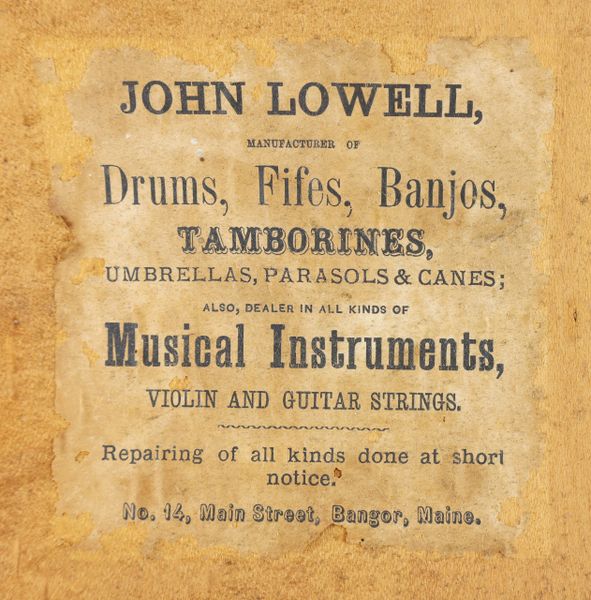 JOHN LOWELL,
MANUFACTURER OF
Drums, Fifes, Banjos,
TAMBORINES,
UMBRELLAS, PARASOLS & CANES;
ALSO, DEALER IN ALL KINDS OF
Musical Instruments,
VIOLIN AND GUITAR STRINGS.
Repairing of all kinds done at short
notice.
No. 14, Main Street, Bangor, Maine.